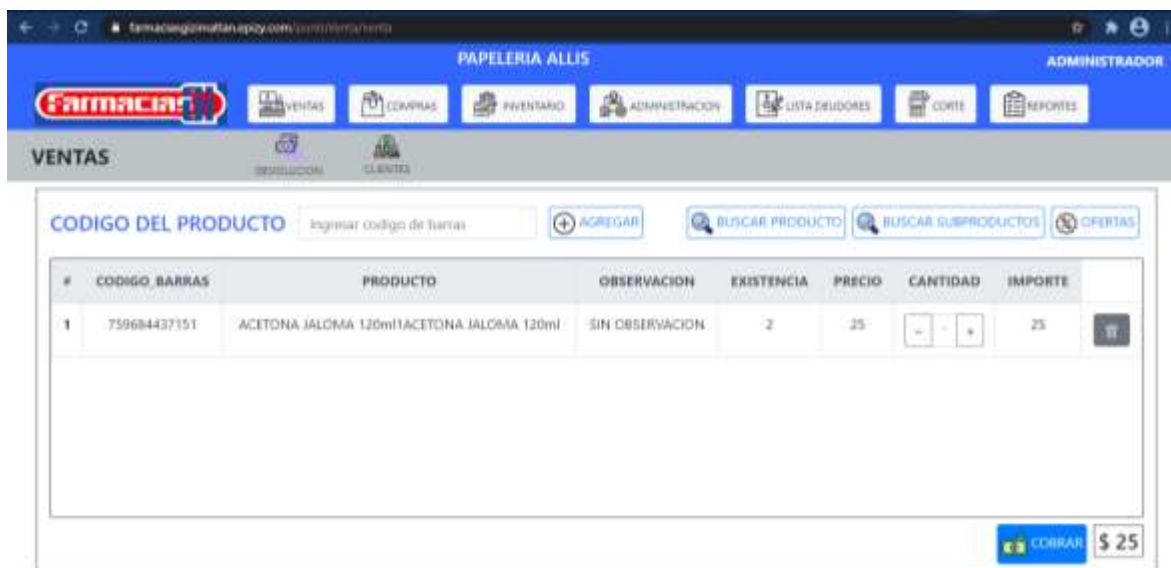 farmaciasgizimatlan.epizy.com/
PAPELERIA ALLIS
ADMINISTRADOR
Farmacias
VENTAS COMPRAS INVENTARIO ADMINISTRACION LISTA DEUDORES CORTE REPORTES
VENTAS DEVOLUCION CLIENTES
CODIGO DEL PRODUCTO Ingresar codigo de barras AGREGAR BUSCAR PRODUCTO BUSCAR SUBPRODUCTOS OFERTAS
# CODIGO_BARRAS PRODUCTO OBSERVACION EXISTENCIA PRECIO CANTIDAD IMPORTE
1 759684437151 ACETONA JALOMA 120ml1ACETONA JALOMA 120ml SIN OBSERVACION 2 25 - + 25
COBRAR $ 25